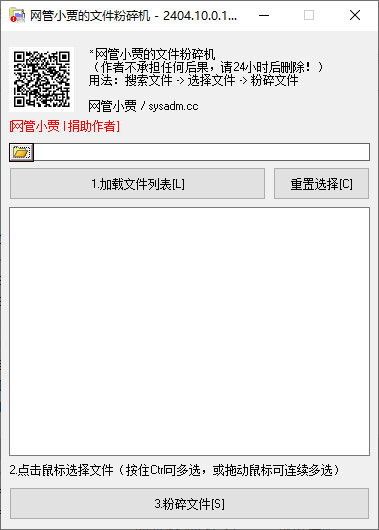 网管小贾的文件粉碎机 - 2404.10.0.1...
*网管小贾的文件粉碎机
（作者不承担任何后果，请24小时后删除！）
用法：搜索文件 -> 选择文件 -> 粉碎文件
网管小贾 / sysadm.cc
[网管小贾 | 捐助作者]
1.加载文件列表[L]
重置选择[C]
2.点击鼠标选择文件（按住Ctrl可多选，或拖动鼠标可连续多选）
3.粉碎文件[S]